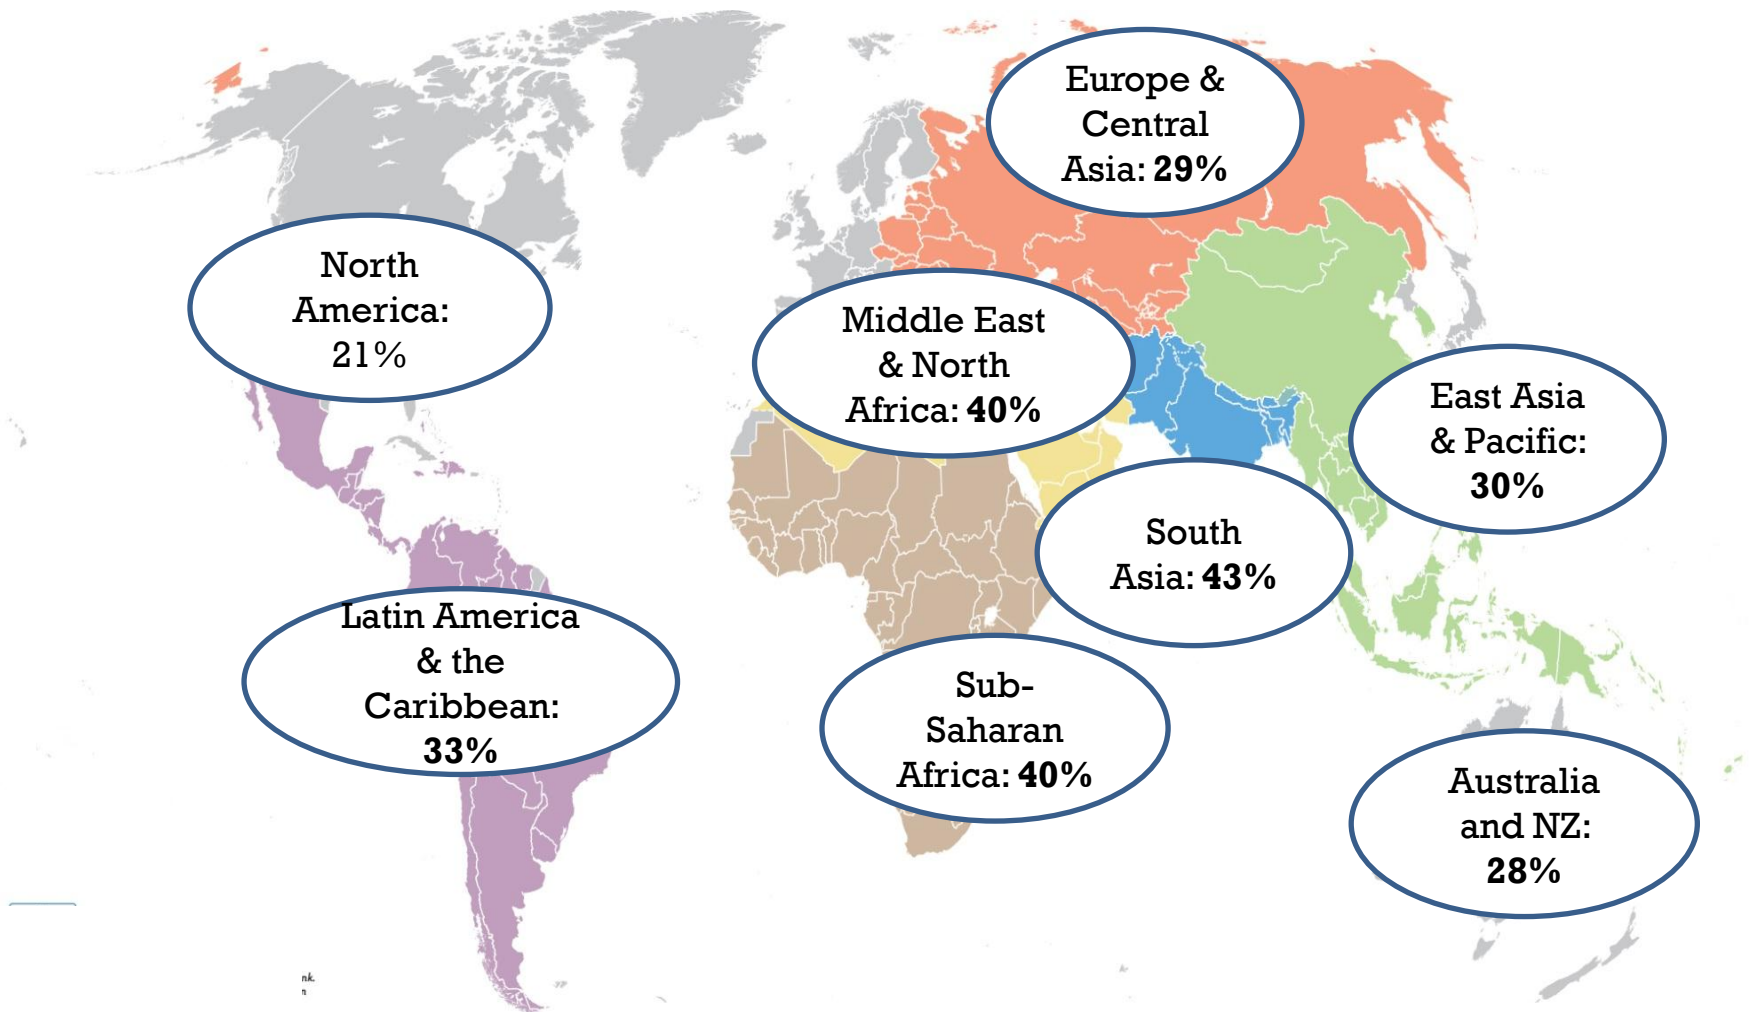 Europe &
Central
Asia: 29%
North
America:
21%
Middle East
& North
Africa: 40%
East Asia
& Pacific:
30%
South
Asia: 43%
Latin America
& the
Caribbean:
33%
Sub-
Saharan
Africa: 40%
Australia
and NZ:
28%
nk.
n